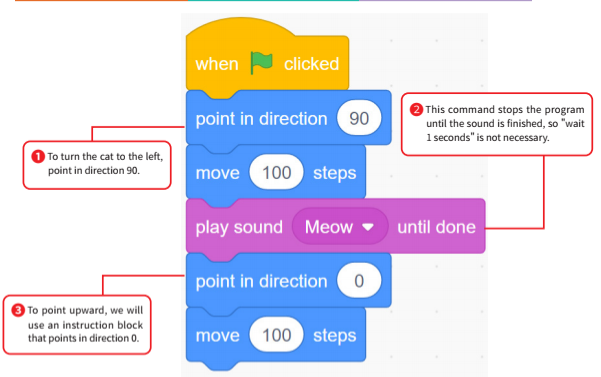 when clicked
point in direction 90
2 This command stops the program
until the sound is finished, so "wait
1 seconds" is not necessary.
1 To turn the cat to the left,
point in direction 90.
move 100 steps
play sound Meow until done
point in direction 0
3 To point upward, we will
use an instruction block
that points in direction 0.
move 100 steps